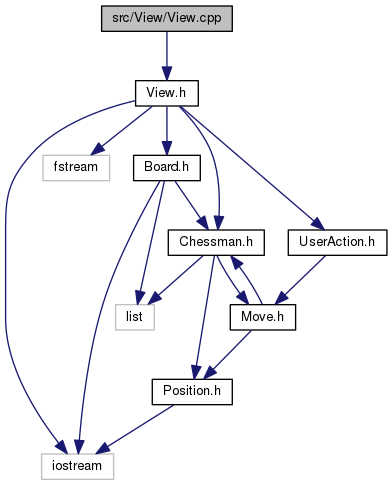 src/View/View.cpp
View.h
fstream
Board.h
Chessman.h
UserAction.h
list
Move.h
Position.h
iostream